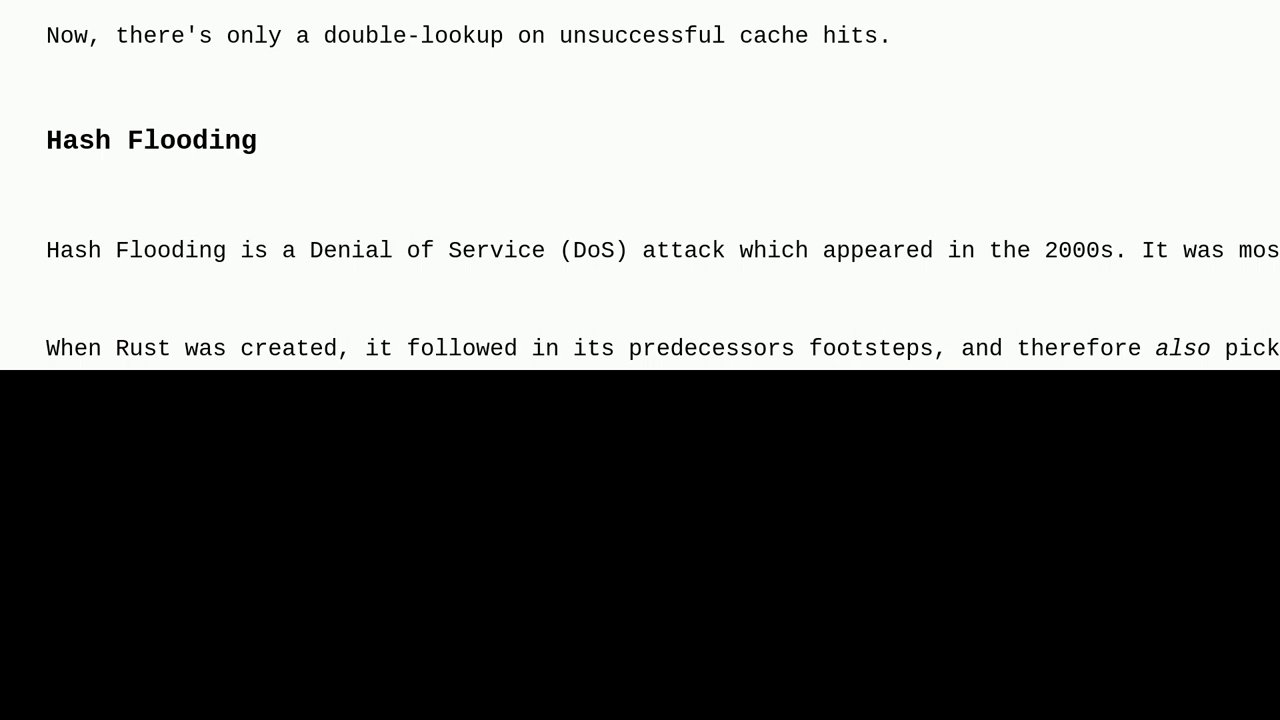 Now, there's only a double-lookup on unsuccessful cache hits.
Hash Flooding
Hash Flooding is a Denial of Service (DoS) attack which appeared in the 2000s. It was mos
When Rust was created, it followed in its predecessors footsteps, and therefore also pick